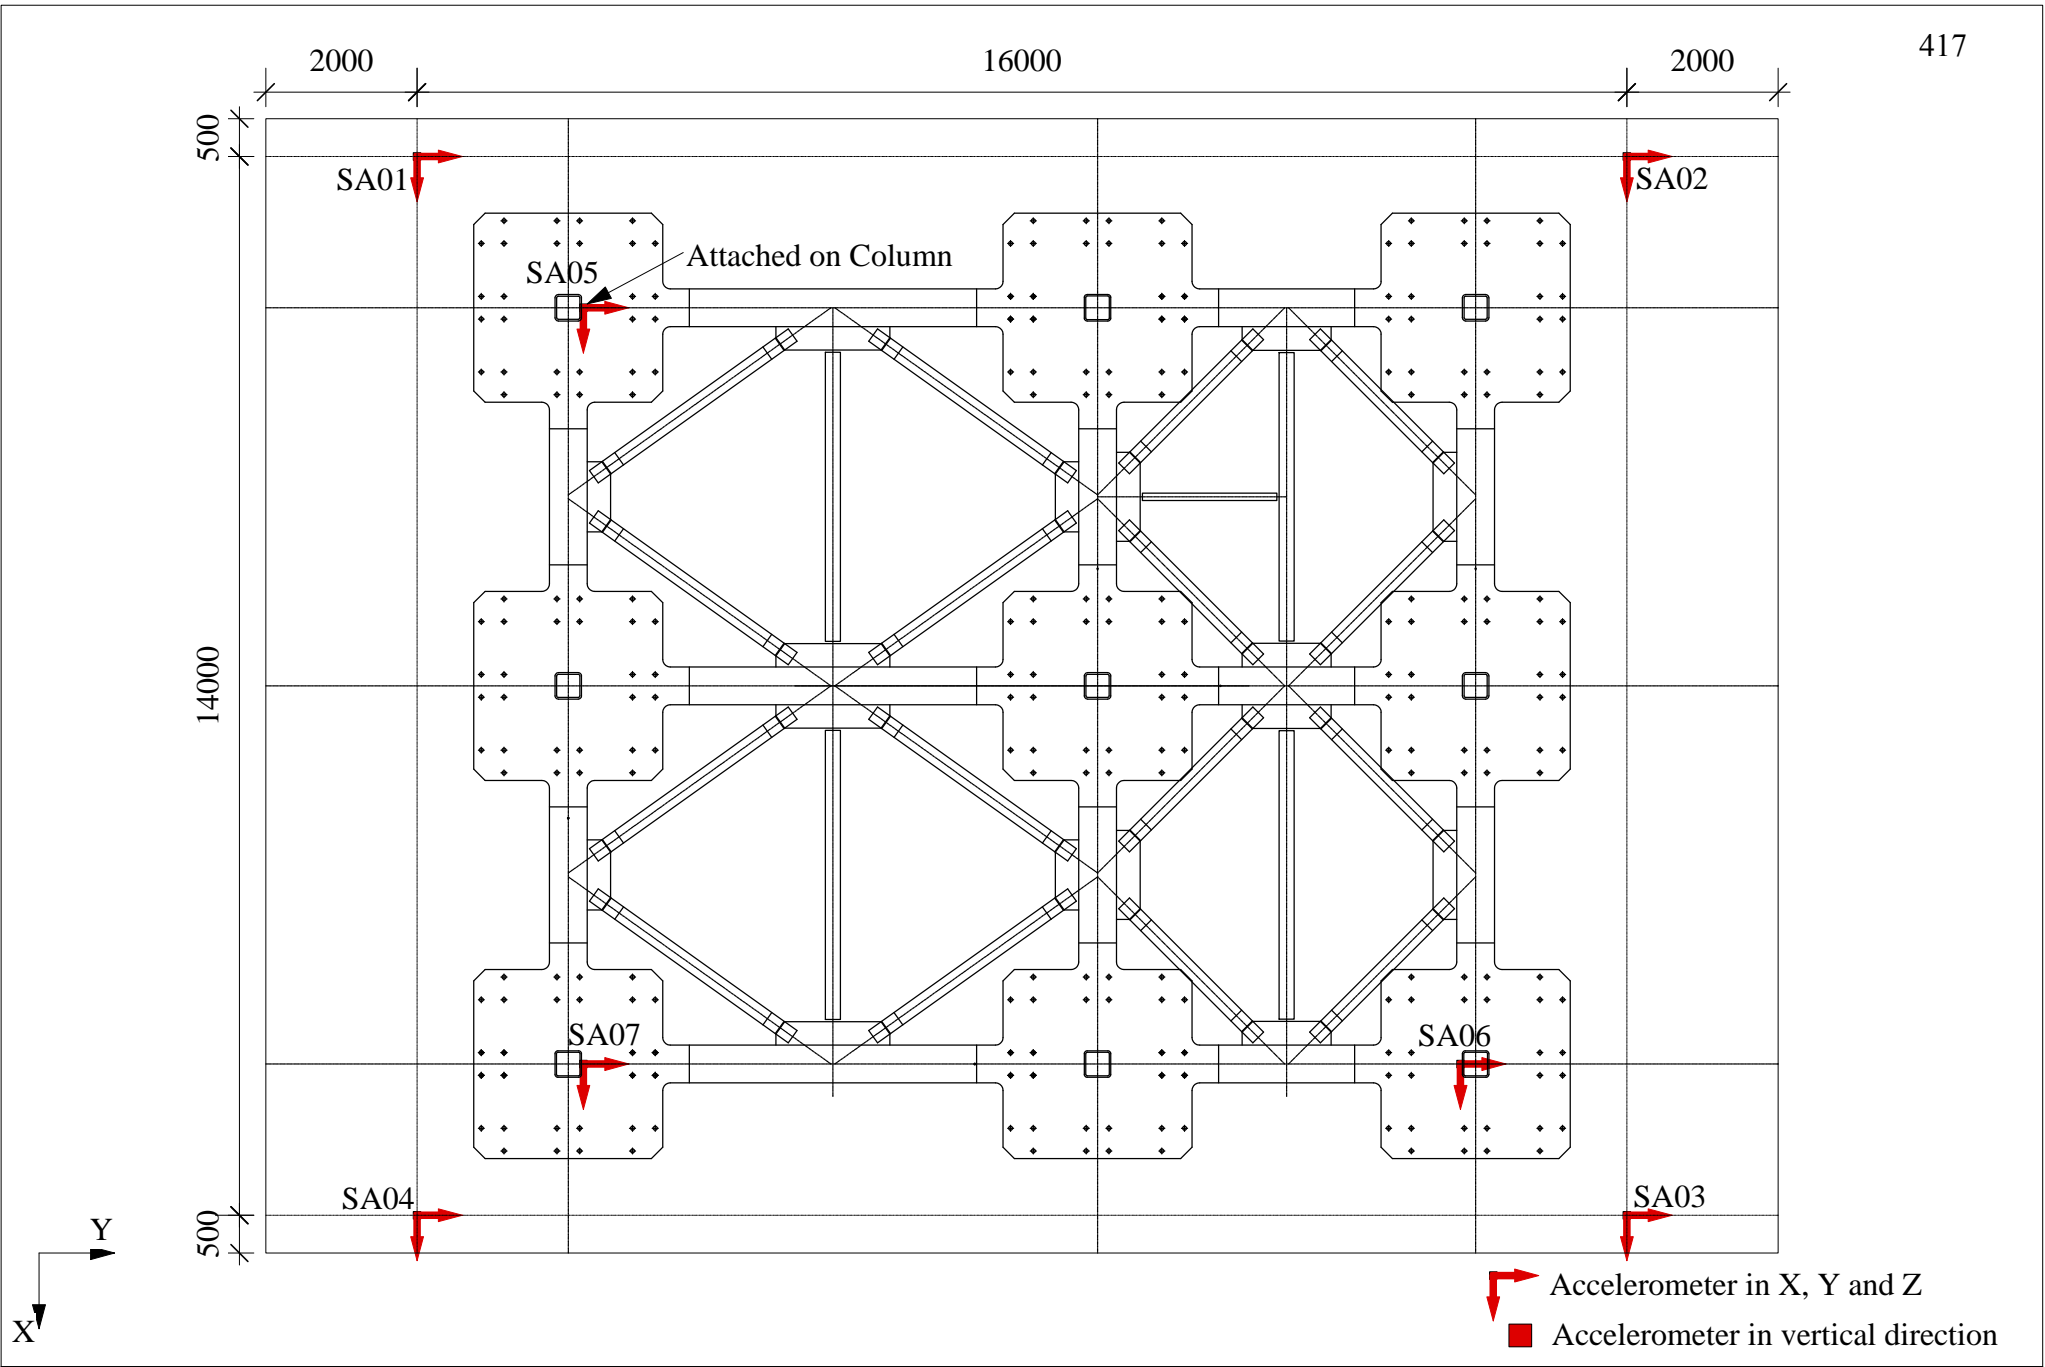 417
2000
16000
2000
500
SA01
SA02
Attached on Column
SA05
14000
SA07
SA06
SA04
SA03
500
Y
X
Accelerometer in X, Y and Z
Accelerometer in vertical direction